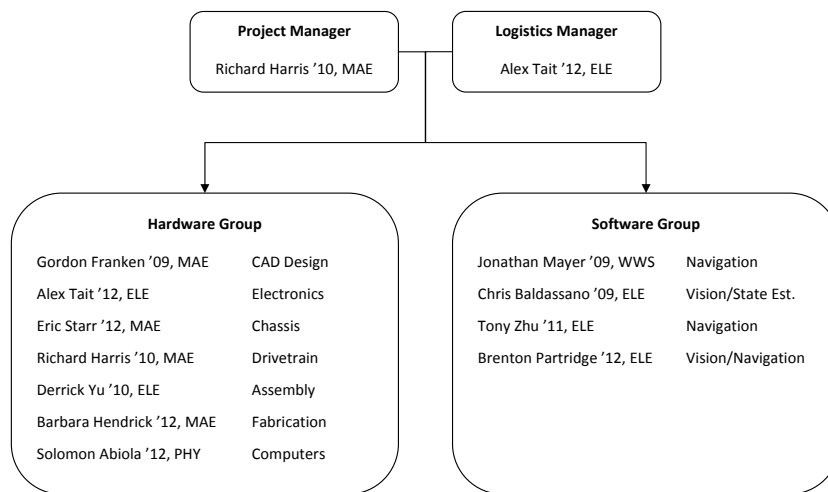 Project Manager
Richard Harris ’10, MAE
Logistics Manager
Alex Tait ’12, ELE
Hardware Group
Gordon Franken ’09, MAE CAD Design
Alex Tait ’12, ELE Electronics
Eric Starr ’12, MAE Chassis
Richard Harris ’10, MAE Drivetrain
Derrick Yu ’10, ELE Assembly
Barbara Hendrick ’12, MAE Fabrication
Solomon Abiola ’12, PHY Computers
Software Group
Jonathan Mayer ’09, WWS Navigation
Chris Baldassano ’09, ELE Vision/State Est.
Tony Zhu ’11, ELE Navigation
Brenton Partridge ’12, ELE Vision/Navigation